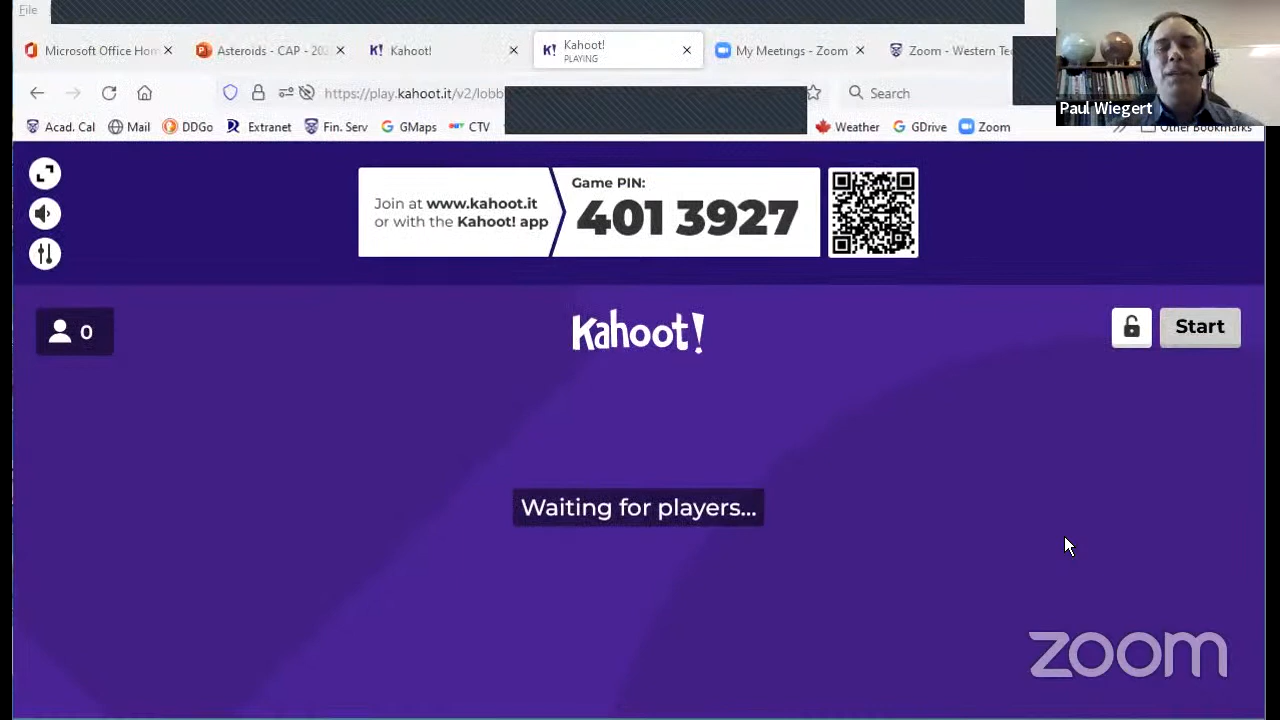 File
Microsoft Office Hom
Asteroids - CAP - 202
Kahoot!
Kahoot!
PLAYING
My Meetings - Zoom
Zoom - Western Te
Paul Wiegert
https://play.kahoot.it/v2/lobb
Search
Acad. Cal
Mail
DDGo
Extranet
Fin. Serv
GMaps
CTV
Weather
GDrive
Zoom
Other Bookmarks
Join at www.kahoot.it
or with the Kahoot! app
Game PIN:
401 3927
0
Kahoot!
Start
Waiting for players...
zoom